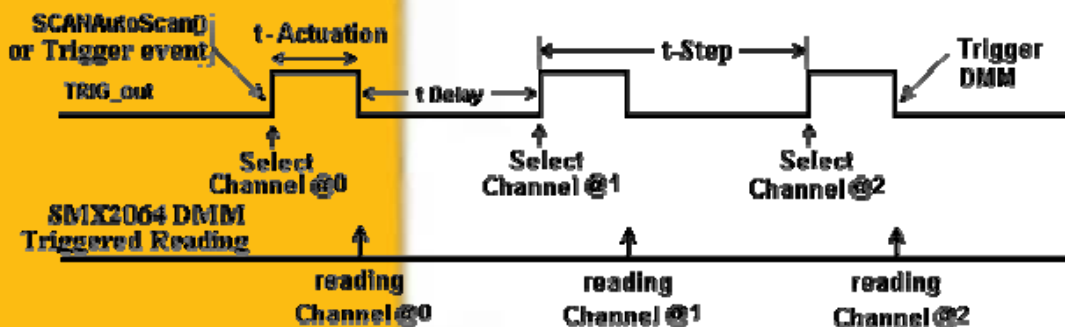 SCANAutoScan()
or Trigger event
t-Actuation
t-Step
Trigger
DMM
TRIG_out
t Delay
Select
Channel @0
Select
Channel @1
Select
Channel @2
SMX2064 DMM
Triggered Reading
reading
Channel @0
reading
Channel @1
reading
Channel @2